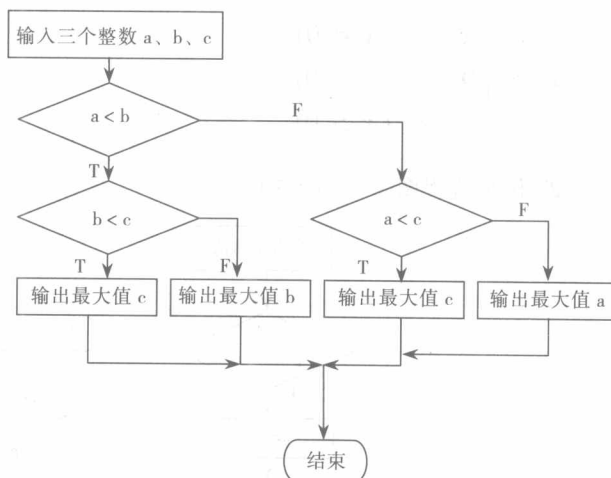 输入三个整数 a、b、c
a<b
F
T
b<c
a<c
F
T
F
T
输出最大值 c
输出最大值 b
输出最大值 c
输出最大值 a
结束